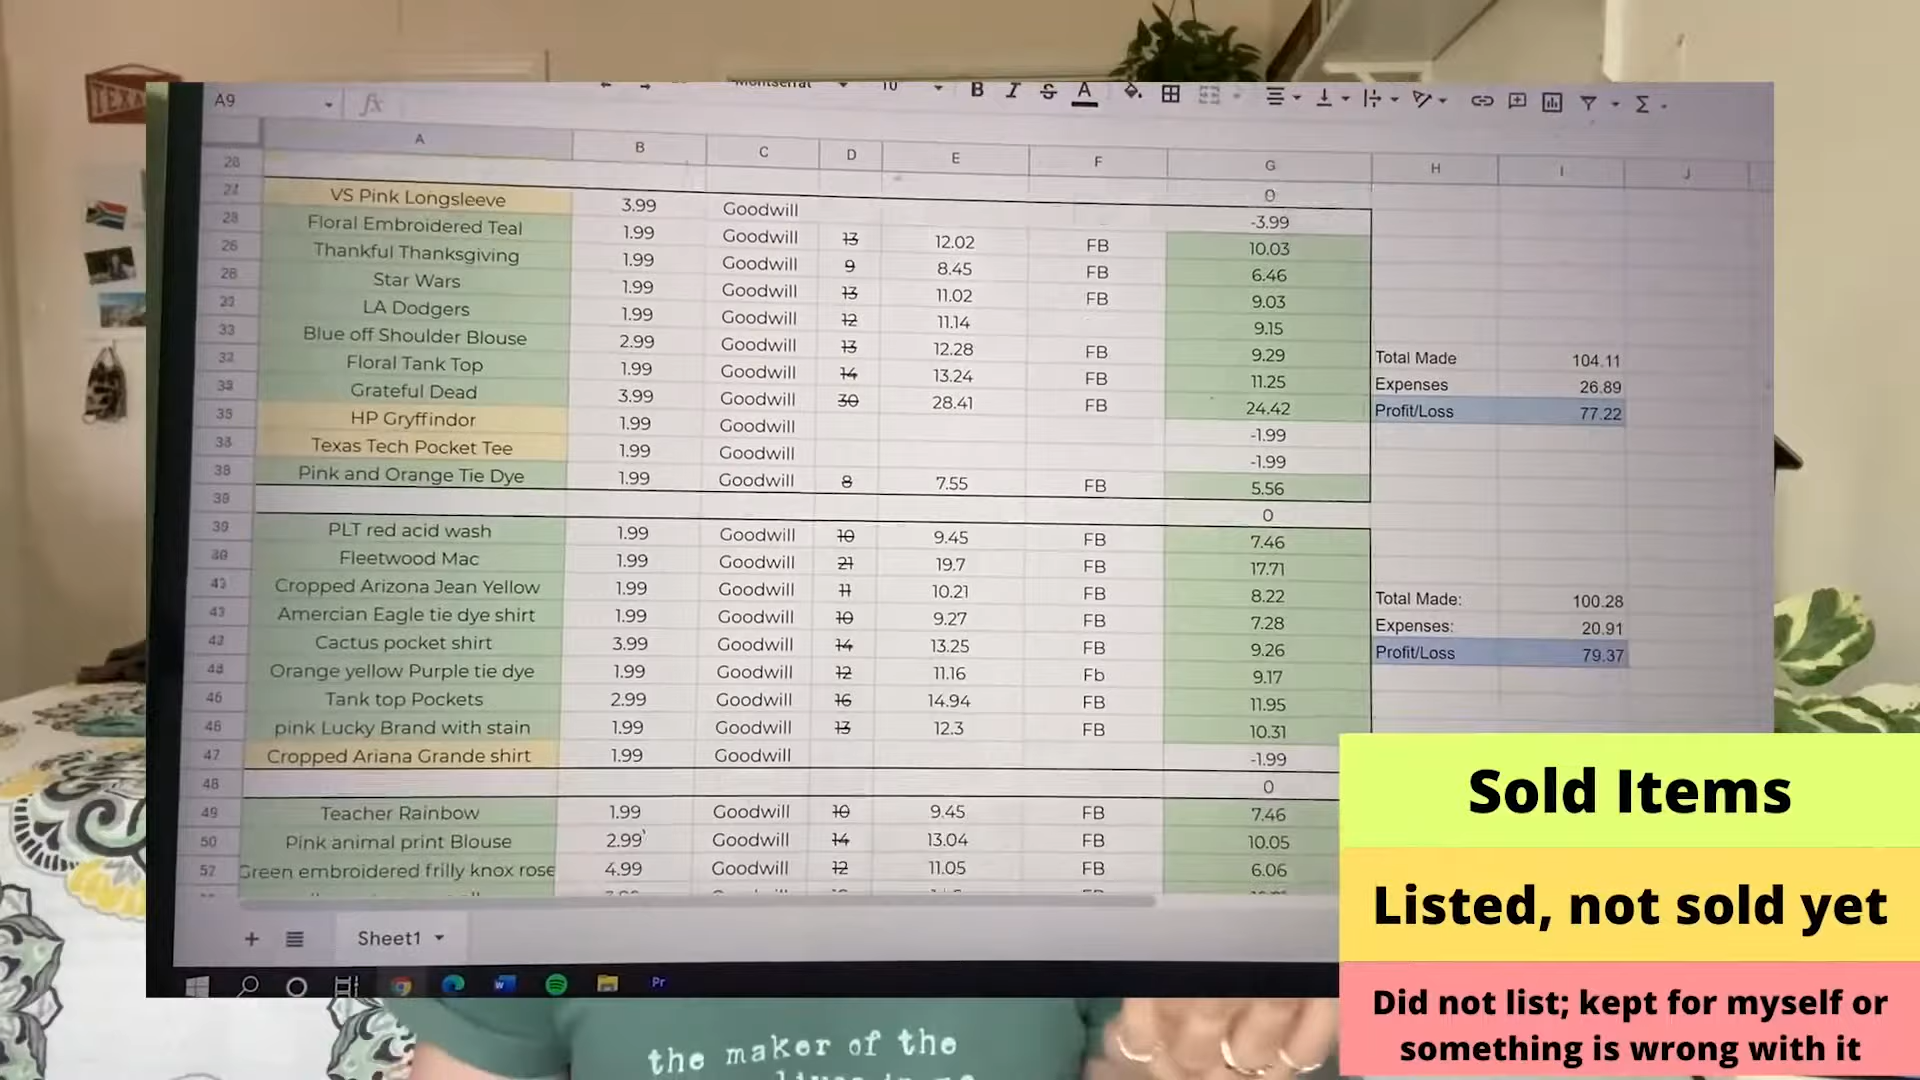 TEXA
A9 fx Montserrat 10 B I S A Σ
A B C D E F G H I J
0
VS Pink Longsleeve 3.99 Goodwill -3.99
Floral Embroidered Teal 1.99 Goodwill 13 12.02 FB 10.03
Thankful Thanksgiving 1.99 Goodwill 9 8.45 FB 6.46
Star Wars 1.99 Goodwill 13 11.02 FB 9.03
LA Dodgers 1.99 Goodwill 12 11.14 9.15
Blue off Shoulder Blouse 2.99 Goodwill 13 12.28 FB 9.29
Floral Tank Top 1.99 Goodwill 14 13.24 FB 11.25
Grateful Dead 3.99 Goodwill 30 28.41 FB 24.42
HP Gryffindor 1.99 Goodwill -1.99
Texas Tech Pocket Tee 1.99 Goodwill -1.99
Pink and Orange Tie Dye 1.99 Goodwill 8 7.55 FB 5.56
Total Made 104.11
Expenses 26.89
Profit/Loss 77.22
0
39 PLT red acid wash 1.99 Goodwill 10 9.45 FB 7.46
Fleetwood Mac 1.99 Goodwill 21 19.7 FB 17.71
Cropped Arizona Jean Yellow 1.99 Goodwill 11 10.21 FB 8.22
Amercian Eagle tie dye shirt 1.99 Goodwill 10 9.27 FB 7.28
Cactus pocket shirt 3.99 Goodwill 14 13.25 FB 9.26
Orange yellow Purple tie dye 1.99 Goodwill 12 11.16 Fb 9.17
Tank top Pockets 2.99 Goodwill 16 14.94 FB 11.95
pink Lucky Brand with stain 1.99 Goodwill 13 12.3 FB 10.31
47 Cropped Ariana Grande shirt 1.99 Goodwill -1.99
Total Made: 100.28
Expenses: 20.91
Profit/Loss 79.37
48 0
49 Teacher Rainbow 1.99 Goodwill 10 9.45 FB 7.46
50 Pink animal print Blouse 2.99 Goodwill 14 13.04 FB 10.05
Green embroidered frilly knox rose 4.99 Goodwill 12 11.05 FB 6.06
+ Sheet1
W Pr
Sold Items
Listed, not sold yet
Did not list; kept for myself or
something is wrong with it
the maker of the